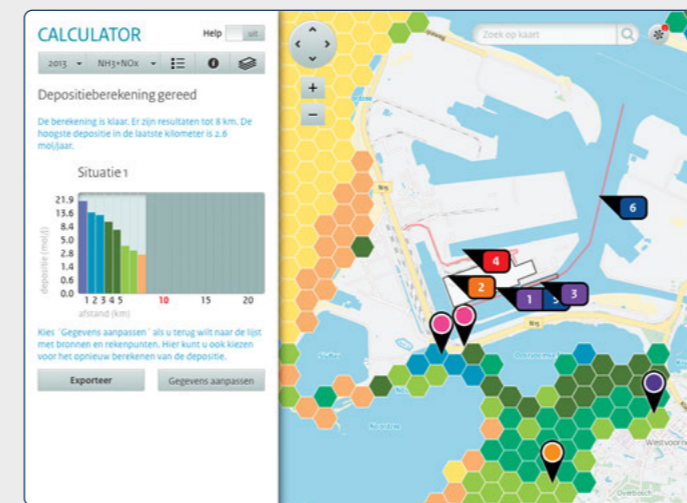 CALCULATOR
Help
uit
2013
NH3+NOx
Depositieberekening gereed
De berekening is klaar. Er zijn resultaten tot 8 km. De
hoogste depositie in de laatste kilometer is 2.6
mol/jaar.
Situatie 1
depositie (mol/j)
21.9
13.6
8.4
5.0
2.8
1.4
0.6
0.0
1 2 3 4 5
10
15
20
afstand (km)
Kies `Gegevens aanpassen` als u terug wilt naar de lijst
met bronnen en rekenpunten. Hier kunt u ook kiezen
voor het opnieuw berekenen van de depositie.
Exporteer
Gegevens aanpassen
Zoek op kaart
+
−
N15
6
4
2
1
3
N15
Noordzee
Westvoorn